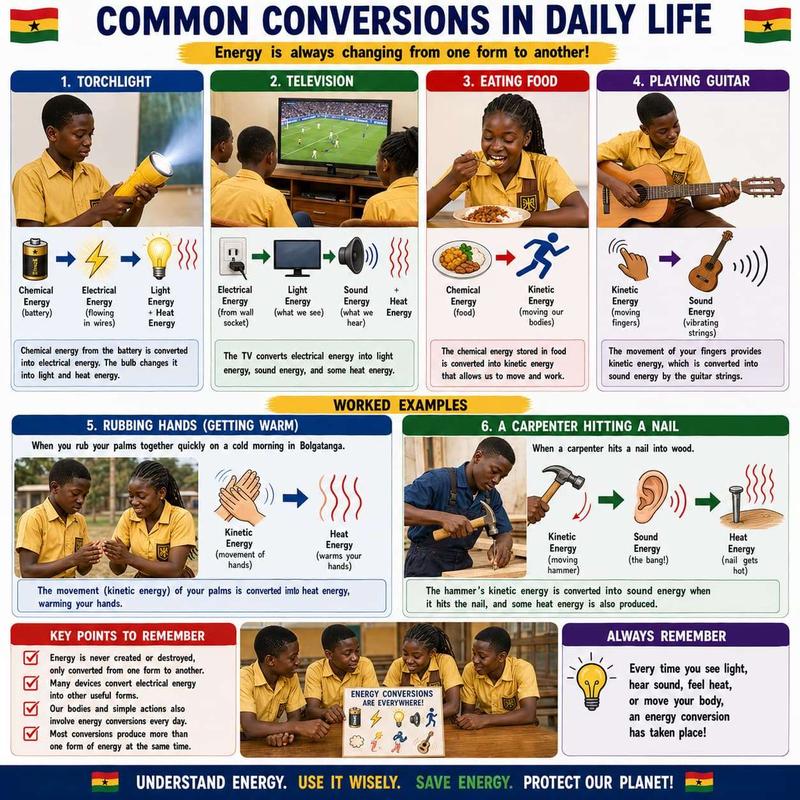 COMMON CONVERSIONS IN DAILY LIFE
Energy is always changing from one form to another!
1. TORCHLIGHT
Chemical
Energy
(battery)
Electrical
Energy
(flowing
in wires)
Light
Energy
+ Heat
Energy
Chemical energy from the battery is converted
into electrical energy. The bulb changes it
into light and heat energy.
2. TELEVISION
Electrical
Energy
(from wall
socket)
Light
Energy
(what we see)
Sound
Energy
(what we
hear)
+
Heat
Energy
The TV converts electrical energy into light
energy, sound energy, and some heat energy.
3. EATING FOOD
Chemical
Energy
(food)
Kinetic
Energy
(moving our
bodies)
The chemical energy stored in food
is converted into kinetic energy
that allows us to move and work.
4. PLAYING GUITAR
Kinetic
Energy
(moving
fingers)
Sound
Energy
(vibrating
strings)
The movement of your fingers provides
kinetic energy, which is converted into
sound energy by the guitar strings.
WORKED EXAMPLES
5. RUBBING HANDS (GETTING WARM)
When you rub your palms together quickly on a cold morning in Bolgatanga.
Kinetic
Energy
(movement of
hands)
Heat
Energy
(warms your
hands)
The movement (kinetic energy) of your palms is converted into heat energy,
warming your hands.
6. A CARPENTER HITTING A NAIL
When a carpenter hits a nail into wood.
Kinetic
Energy
(moving
hammer)
Sound
Energy
(the bang!)
Heat
Energy
(nail gets
hot)
The hammer's kinetic energy is converted into sound energy when
it hits the nail, and some heat energy is also produced.
KEY POINTS TO REMEMBER
Energy is never created or destroyed,
only converted from one form to another.
Many devices convert electrical energy
into other useful forms.
Our bodies and simple actions also
involve energy conversions every day.
Most conversions produce more than
one form of energy at the same time.
ENERGY CONVERSIONS
ARE EVERYWHERE!
ALWAYS REMEMBER
Every time you see light,
hear sound, feel heat,
or move your body,
an energy conversion
has taken place!
UNDERSTAND ENERGY. USE IT WISELY. SAVE ENERGY. PROTECT OUR PLANET!